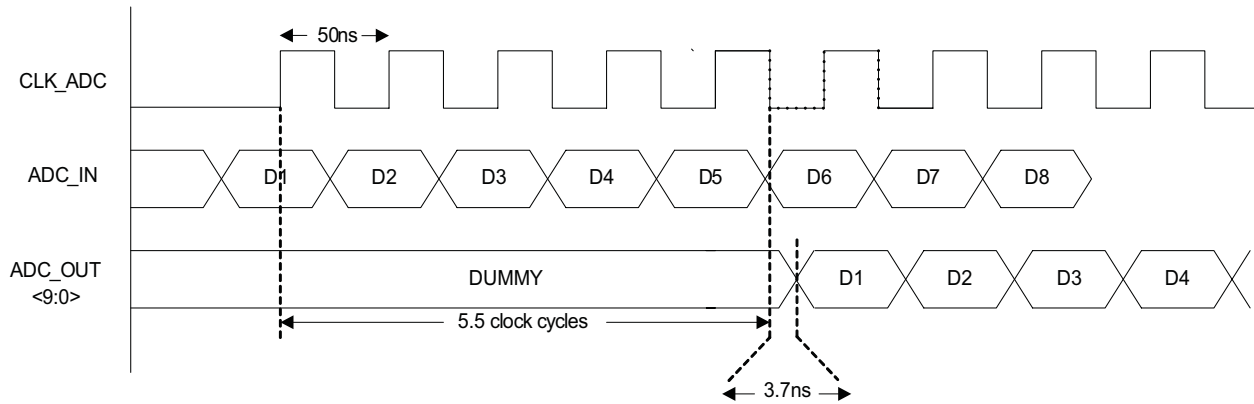 50ns
CLK_ADC
ADC_IN
D1 D2 D3 D4 D5 D6 D7 D8
ADC_OUT
<9:0>
DUMMY D1 D2 D3 D4
5.5 clock cycles
3.7ns